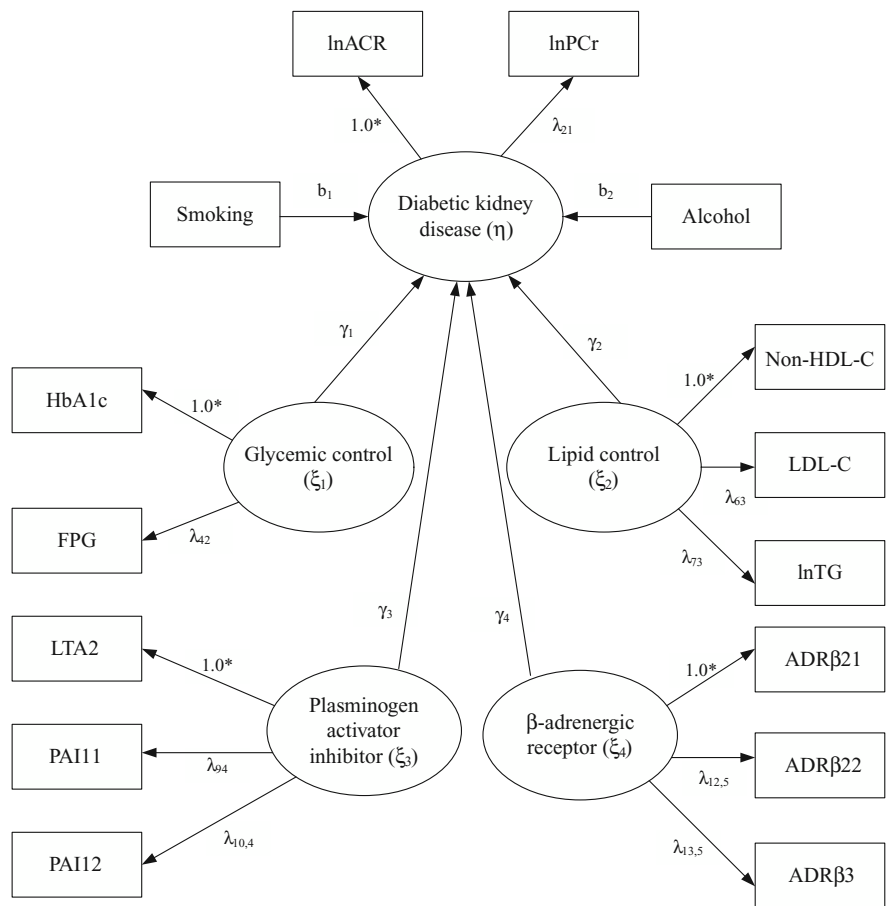 lnACR
lnPCr
1.0*
λ21
b1
b2
Smoking
Diabetic kidney
disease (η)
Alcohol
γ1
γ2
Non-HDL-C
HbA1c
1.0*
1.0*
Glycemic control
(ξ1)
Lipid control
(ξ2)
LDL-C
λ63
FPG
λ42
λ73
lnTG
γ3
γ4
LTA2
1.0*
1.0*
ADRβ21
Plasminogen
activator
inhibitor (ξ3)
β-adrenergic
receptor (ξ4)
PAI11
λ94
λ12,5
ADRβ22
λ10,4
λ13,5
PAI12
ADRβ3